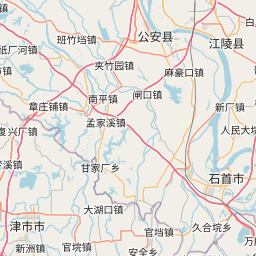 公安县
班竹垱镇
江陵县
纸厂河镇
夹竹园镇
麻豪口镇
闸口镇
南平镇
章庄铺镇
新厂镇
孟家溪镇
复兴厂镇
人民大垸
甘家厂乡
石首市
大湖口镇
津市市
官垱镇
久合垸乡
新洲镇
官垸镇
安全乡